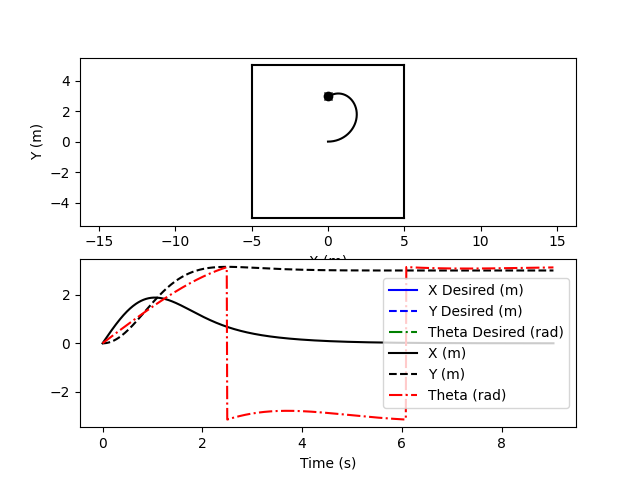 4
2
0
−2
−4
Y (m)
−15 −10 −5 0 5 10 15
X (m)
2
0
−2
X Desired (m)
Y Desired (m)
Theta Desired (rad)
X (m)
Y (m)
Theta (rad)
0 2 4 6 8
Time (s)